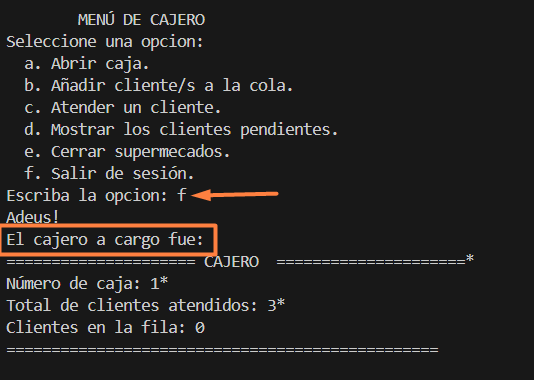 MENÚ DE CAJERO
Seleccione una opcion:
a. Abrir caja.
b. Añadir cliente/s a la cola.
c. Atender un cliente.
d. Mostrar los clientes pendientes.
e. Cerrar supermecados.
f. Salir de sesión.
Escriba la opcion: f
Adeus!
El cajero a cargo fue:
===================== CAJERO  =====================*
Número de caja: 1*
Total de clientes atendidos: 3*
Clientes en la fila: 0
================================================